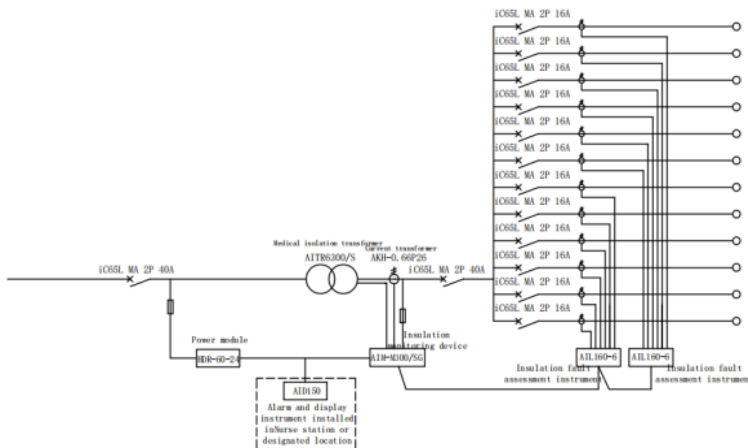 iC65L MA 2P 16A
iC65L MA 2P 16A
iC65L MA 2P 16A
iC65L MA 2P 16A
iC65L MA 2P 16A
iC65L MA 2P 16A
iC65L MA 2P 16A
iC65L MA 2P 16A
iC65L MA 2P 16A
iC65L MA 2P 16A
iC65L MA 2P 16A
iC65L MA 2P 16A
Medical isolation transformer
AITR6300/S
Current transformer
AKH-0.66P26
iC65L MA 2P 40A
iC65L MA 2P 40A
Power module
HDR-60-24
Insulation
monitoring device
AIM-M300/SG
AID150
Alarm and display
instrument installed
inNurse station or
designated location
AIL160-6
Insulation fault
assessment instrument
AIL160-6
Insulation fault
assessment instrumen